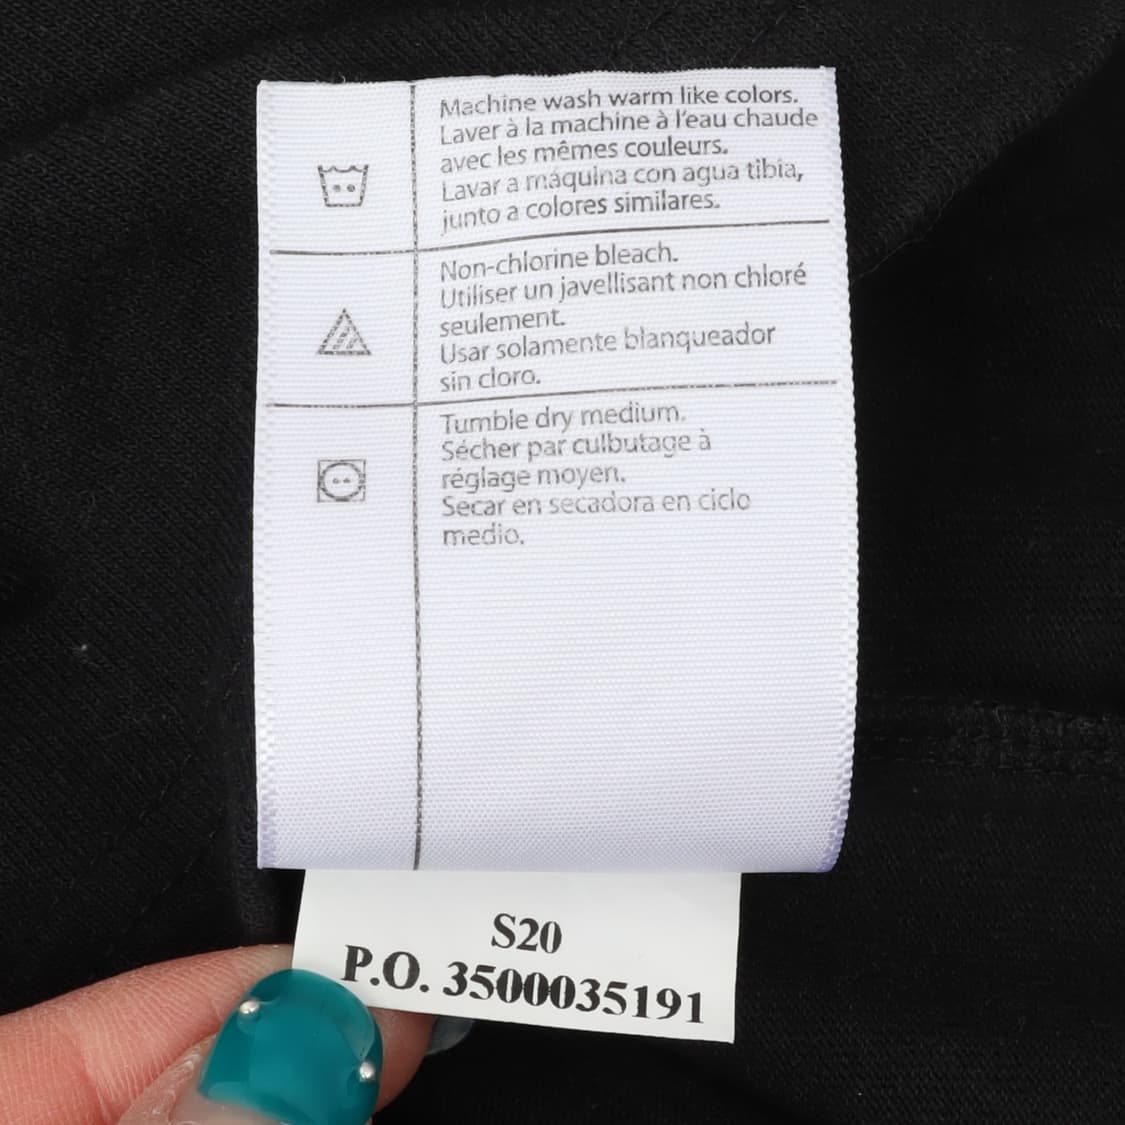 Machine wash warm like colors.
Laver à la machine à l'eau chaude
avec les mêmes couleurs.
Lavar a máquina con agua tibia,
junto a colores similares.
Non-chlorine bleach.
Utiliser un javellisant non chloré
seulement.
Usar solamente blanqueador
sin cloro.
Tumble dry medium.
Sécher par culbutage à
réglage moyen.
Secar en secadora en ciclo
medio.
S20
P.O. 3500035191